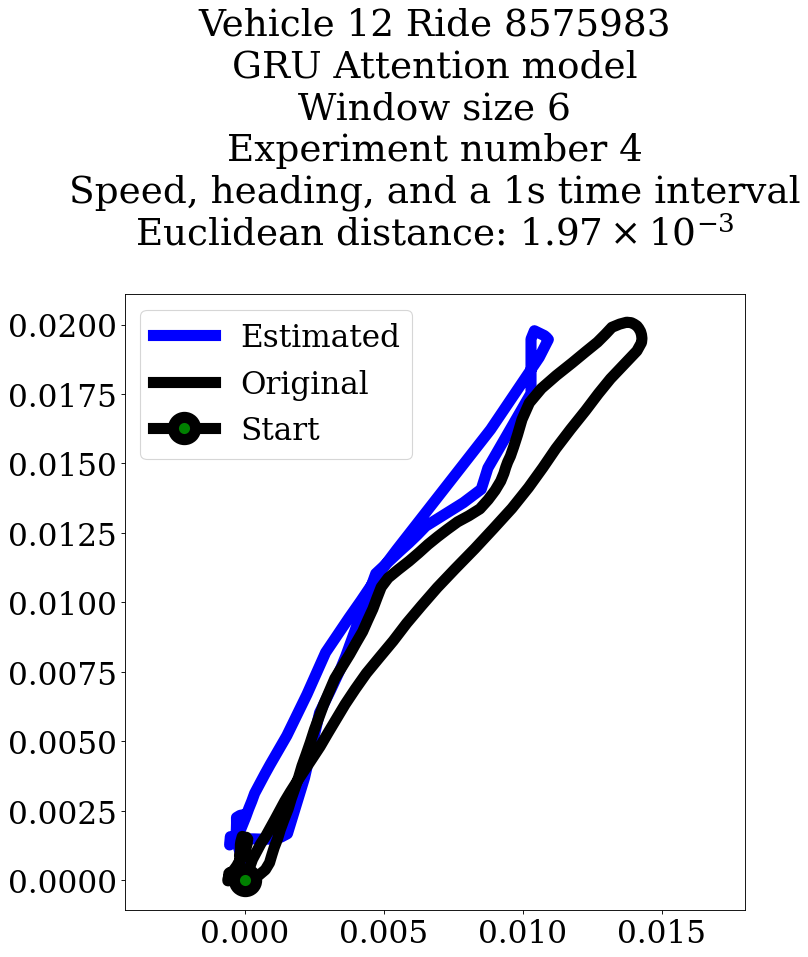 Vehicle 12 Ride 8575983
GRU Attention model
Window size 6
Experiment number 4
Speed, heading, and a 1s time interval
Euclidean distance: 1.97 × 10⁻³
Estimated
Original
Start
0.0200
0.0175
0.0150
0.0125
0.0100
0.0075
0.0050
0.0025
0.0000
0.000 0.005 0.010 0.015